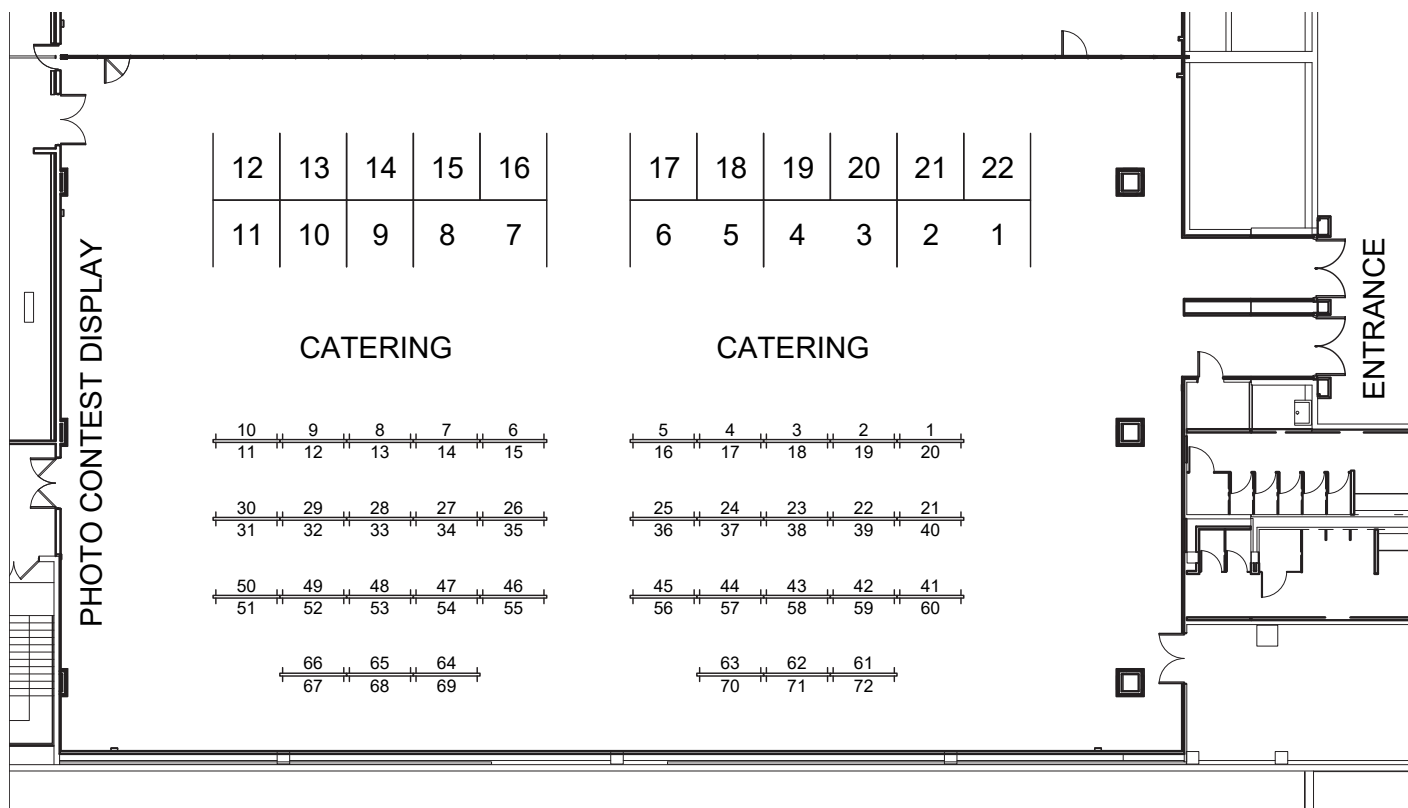 12 13 14 15 16 17 18 19 20 21 22
11 10 9 8 7 6 5 4 3 2 1
PHOTO CONTEST DISPLAY
ENTRANCE
CATERING CATERING
10 9 8 7 6 5 4 3 2 1
11 12 13 14 15 16 17 18 19 20
30 29 28 27 26 25 24 23 22 21
31 32 33 34 35 36 37 38 39 40
50 49 48 47 46 45 44 43 42 41
51 52 53 54 55 56 57 58 59 60
66 65 64 63 62 61
67 68 69 70 71 72